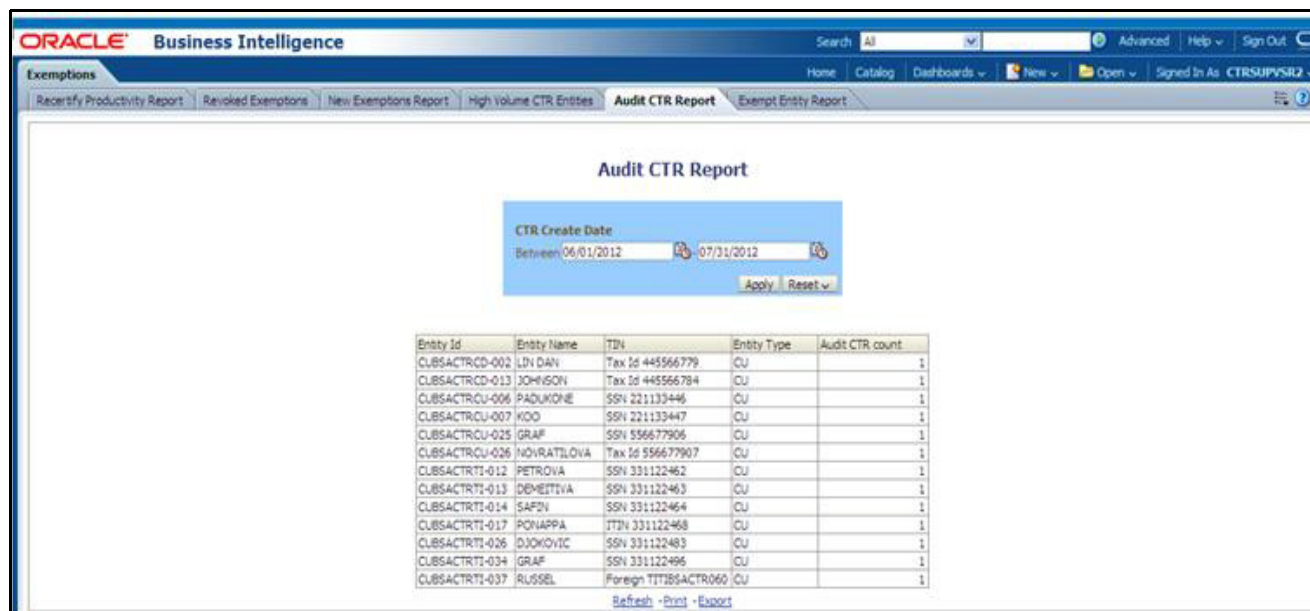 ORACLE Business Intelligence Search All Advanced Help Sign Out
Exemptions Home Catalog Dashboards New Open Signed In As CTRSUPVSR2
Recertify Productivity Report Revoked Exemptions New Exemptions Report High Volume CTR Entities Audit CTR Report Exempt Entity Report
Audit CTR Report
CTR Create Date
Between 06/01/2012 - 07/31/2012
Apply Reset
Entity Id Entity Name TIN Entity Type Audit CTR count
CUBSACTRCD-002 LIN DAN Tax Id 445566779 CU 1
CUBSACTRCD-013 JOHNSON Tax Id 445566784 CU 1
CUBSACTRCU-006 PADUKONE SSN 221133446 CU 1
CUBSACTRCU-007 KOO SSN 221133447 CU 1
CUBSACTRCU-025 GRAF SSN 556677906 CU 1
CUBSACTRCU-026 NOVRATILOVA Tax Id 556677907 CU 1
CUBSACTRTI-012 PETROVA SSN 331122462 CU 1
CUBSACTRTI-013 DEMEITIVA SSN 331122463 CU 1
CUBSACTRTI-014 SAFIN SSN 331122464 CU 1
CUBSACTRTI-017 PONAPPA ITIN 331122468 CU 1
CUBSACTRTI-026 DJOKOVIC SSN 331122483 CU 1
CUBSACTRTI-034 GRAF SSN 331122496 CU 1
CUBSACTRTI-037 RUSSEL Foreign TITIBSACTR060 CU 1
Refresh - Print - Export